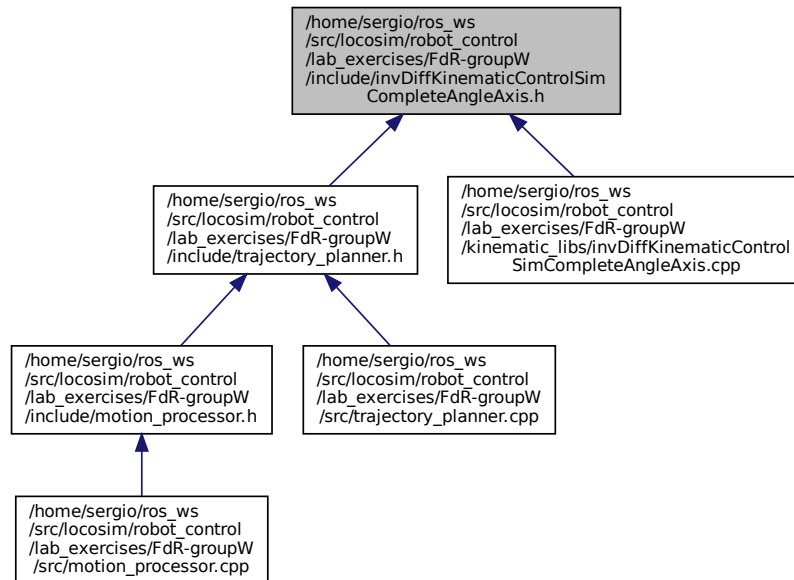 /home/sergio/ros_ws
/src/locosim/robot_control
/lab_exercises/FdR-groupW
/include/invDiffKinematicControlSim
CompleteAngleAxis.h
/home/sergio/ros_ws
/src/locosim/robot_control
/lab_exercises/FdR-groupW
/include/trajectory_planner.h
/home/sergio/ros_ws
/src/locosim/robot_control
/lab_exercises/FdR-groupW
/kinematic_libs/invDiffKinematicControl
SimCompleteAngleAxis.cpp
/home/sergio/ros_ws
/src/locosim/robot_control
/lab_exercises/FdR-groupW
/include/motion_processor.h
/home/sergio/ros_ws
/src/locosim/robot_control
/lab_exercises/FdR-groupW
/src/trajectory_planner.cpp
/home/sergio/ros_ws
/src/locosim/robot_control
/lab_exercises/FdR-groupW
/src/motion_processor.cpp